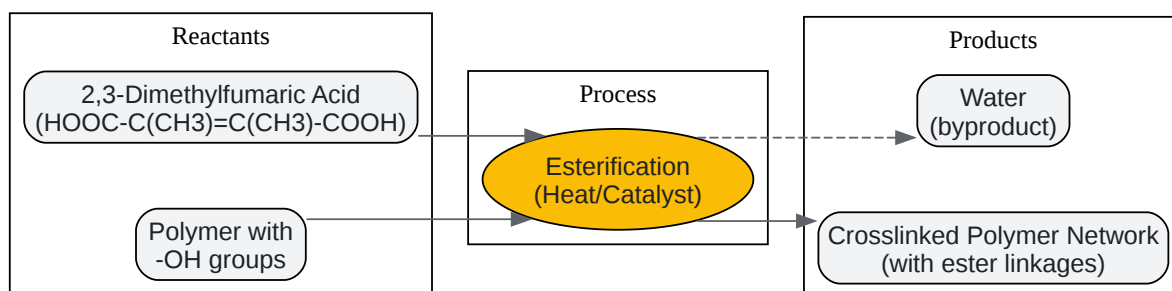 Reactants
2,3-Dimethylfumaric Acid
(HOOC-C(CH3)=C(CH3)-COOH)
Polymer with
-OH groups
Process
Esterification
(Heat/Catalyst)
Products
Water
(byproduct)
Crosslinked Polymer Network
(with ester linkages)